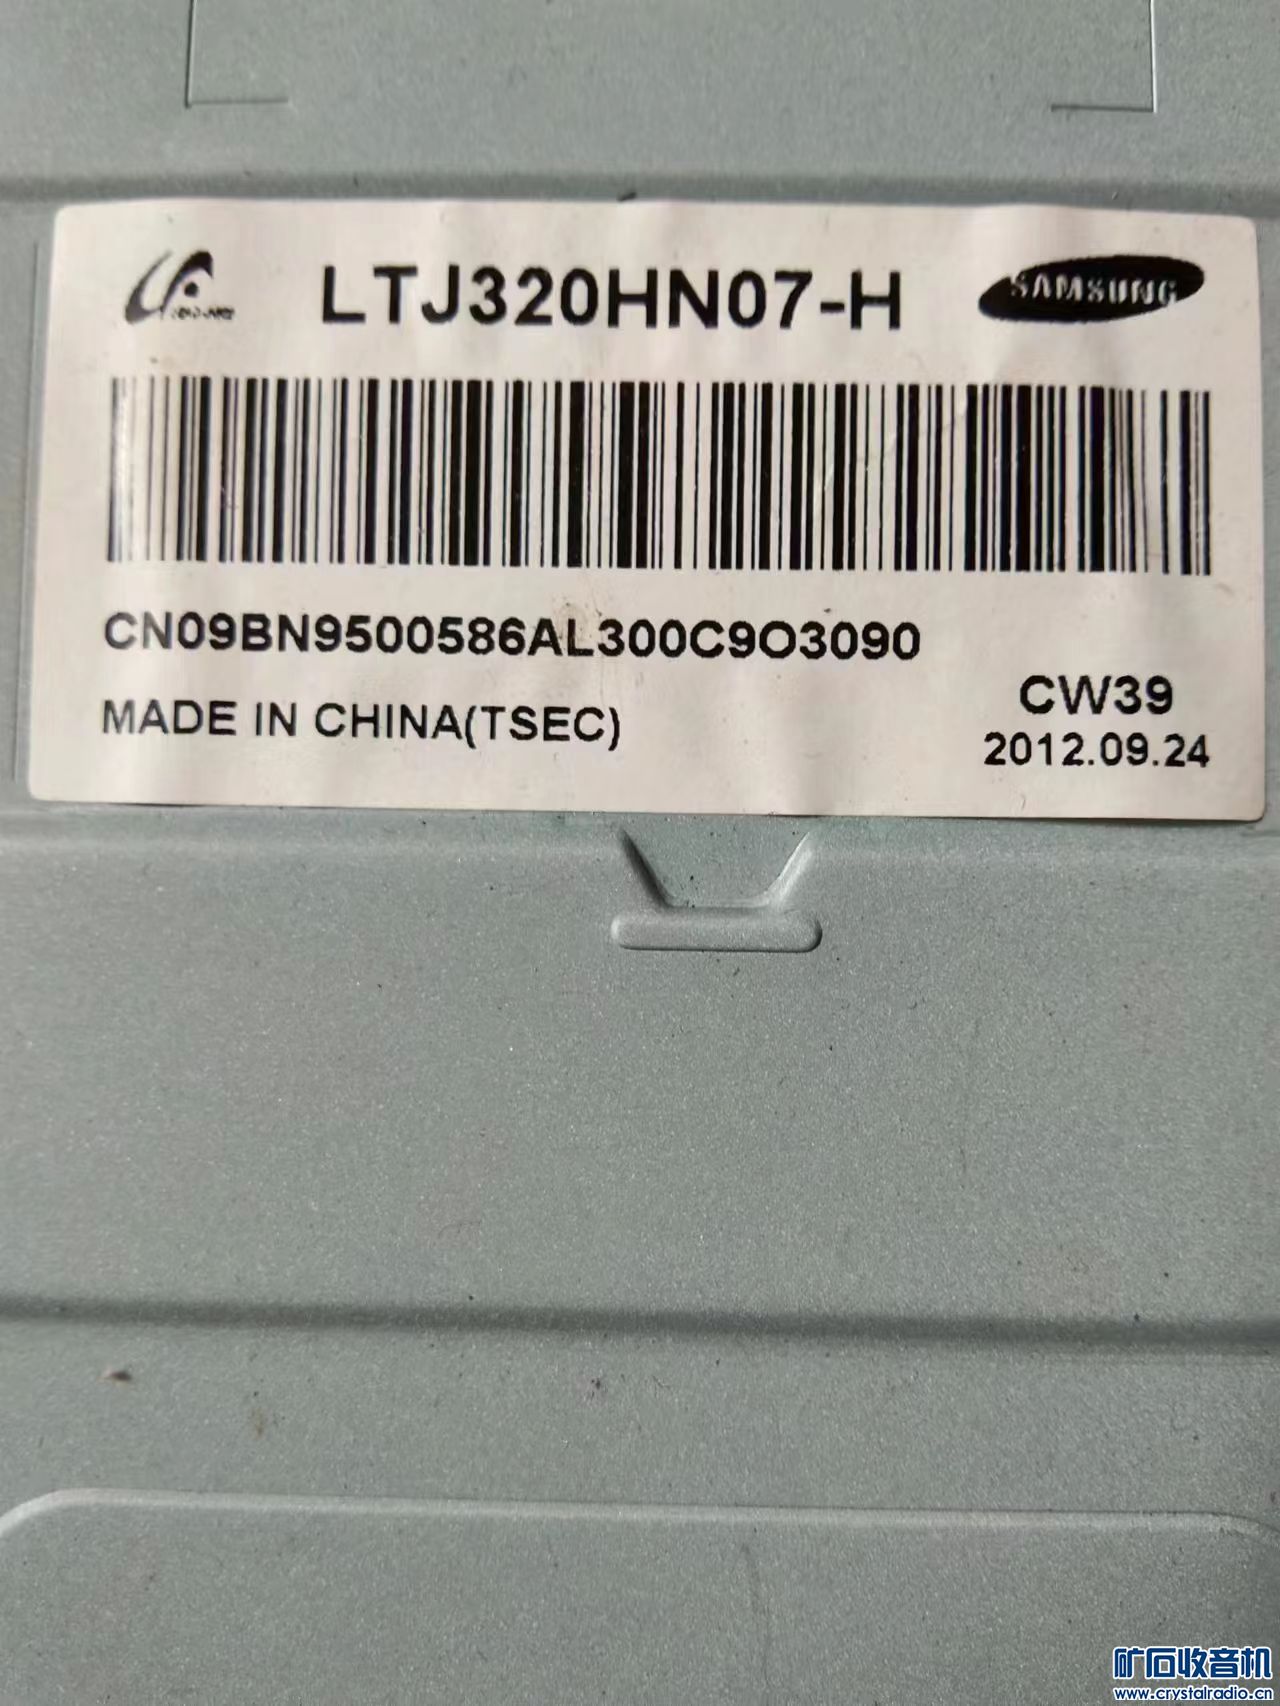 LTJ320HN07-H
SAMSUNG
CN09BN9500586AL300C9O3090
MADE IN CHINA(TSEC)
CW39
2012.09.24
矿石收音机
www.crystalradio.cn